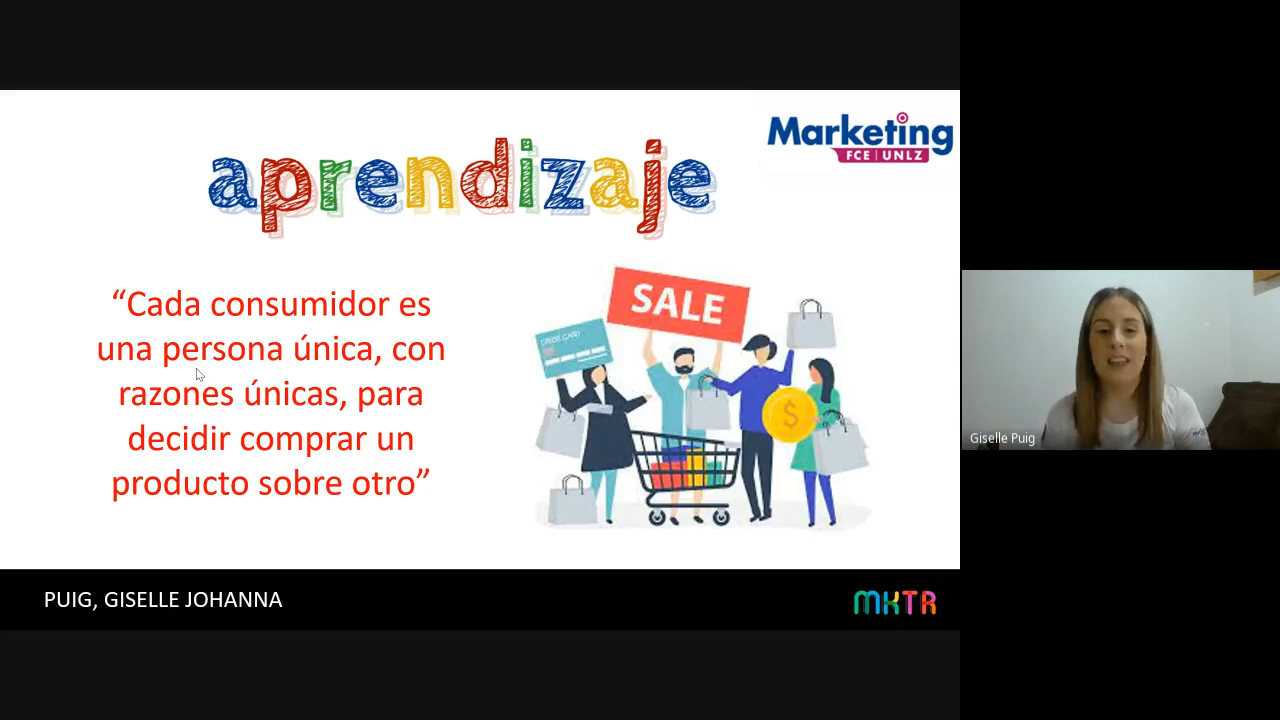 aprendizaje
Marketing
FCE | UNLZ
“Cada consumidor es
una persona única, con
razones únicas, para
decidir comprar un
producto sobre otro”
SALE
$
Giselle Puig
PUIG, GISELLE JOHANNA
MKTR